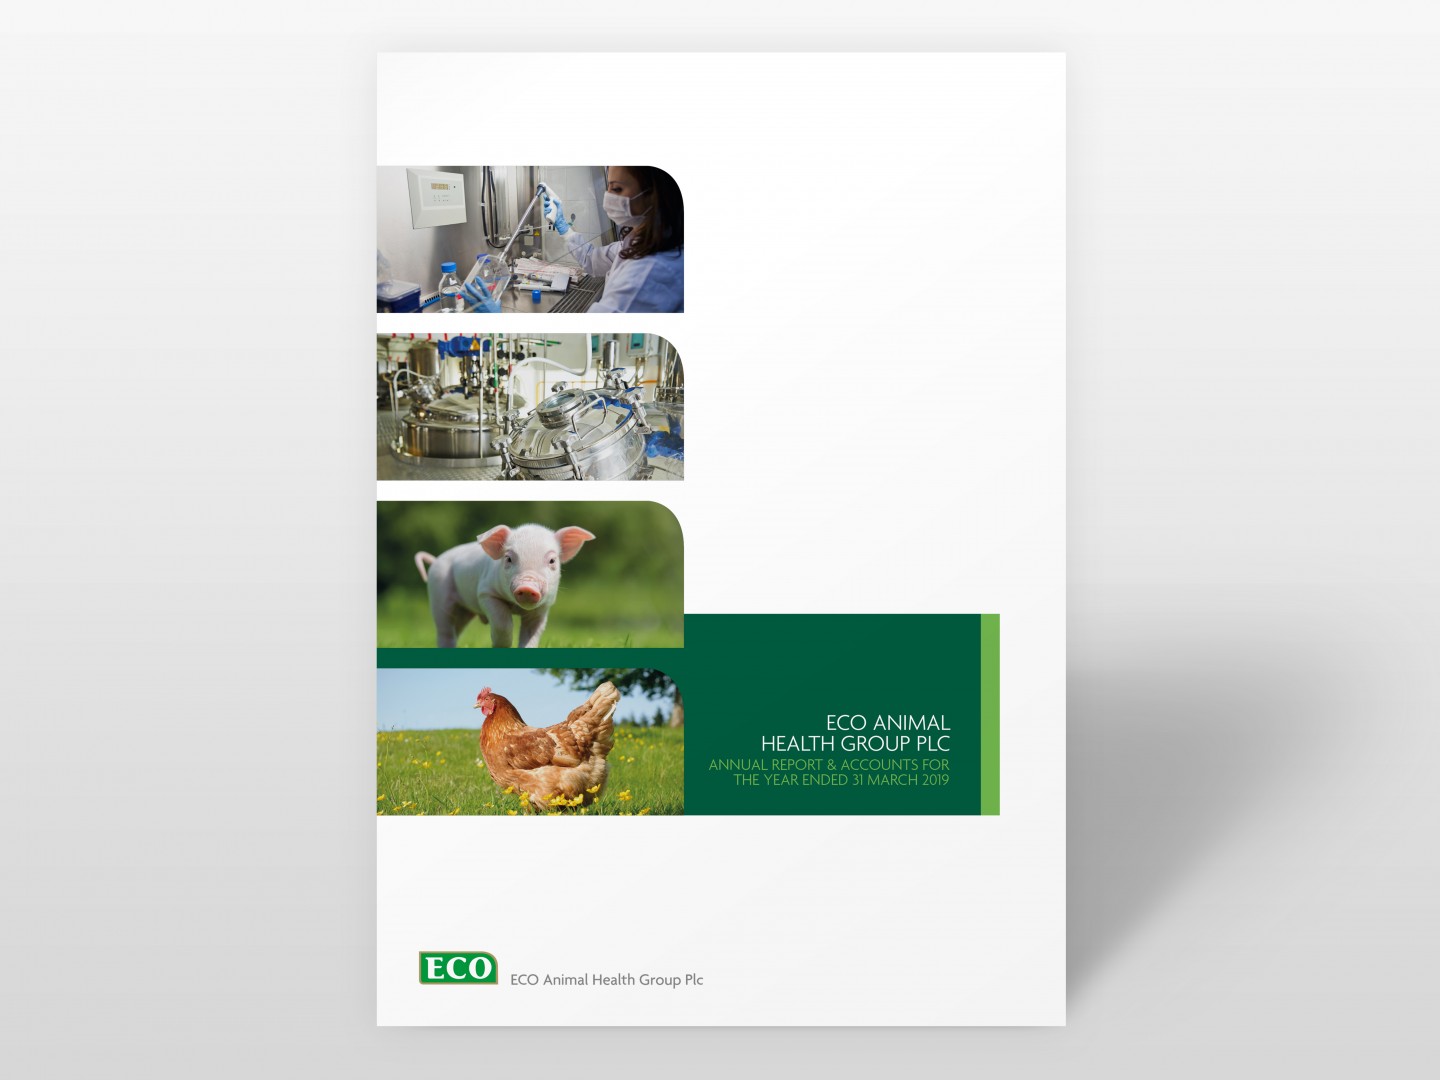 ECO ANIMAL
HEALTH GROUP PLC
ANNUAL REPORT & ACCOUNTS FOR
THE YEAR ENDED 31 MARCH 2019
ECO
ECO Animal Health Group Plc